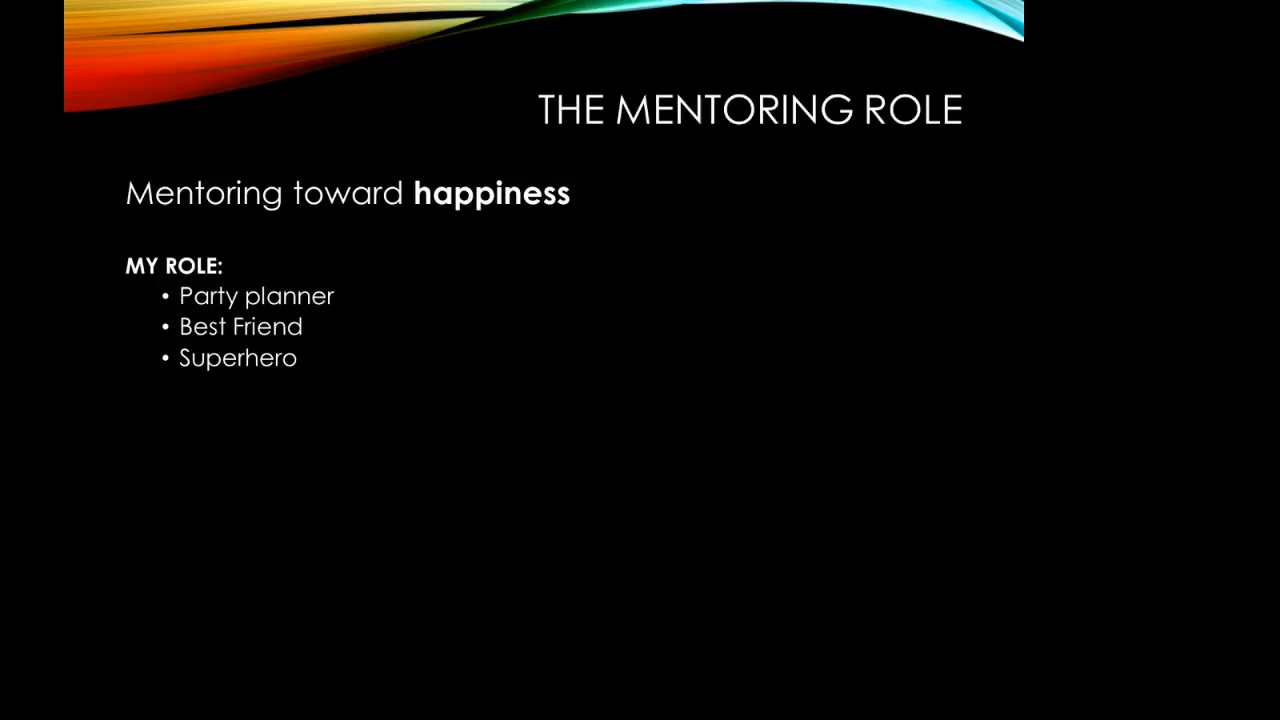 THE MENTORING ROLE
Mentoring toward happiness
MY ROLE:
• Party planner
• Best Friend
• Superhero